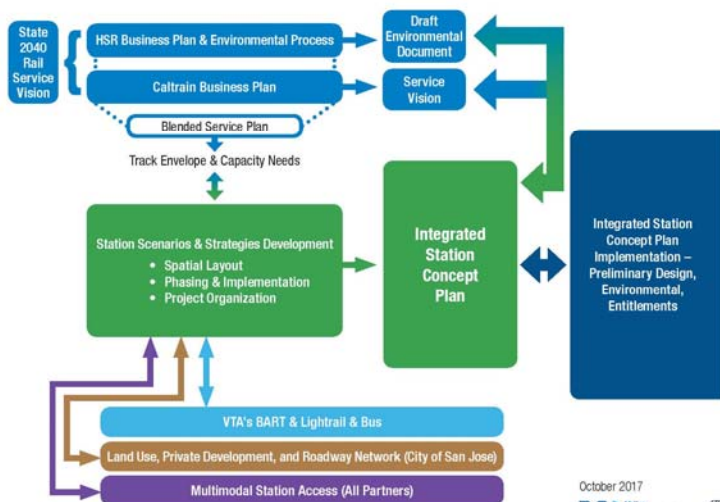 State
2040
Rail
Service
Vision
HSR Business Plan & Environmental Process
Draft
Environmental
Document
Caltrain Business Plan
Service
Vision
Blended Service Plan
Track Envelope & Capacity Needs
Station Scenarios & Strategies Development
• Spatial Layout
• Phasing & Implementation
• Project Organization
Integrated
Station
Concept
Plan
Integrated Station
Concept Plan
Implementation –
Preliminary Design,
Environmental,
Entitlements
VTA's BART & Lightrail & Bus
Land Use, Private Development, and Roadway Network (City of San Jose)
Multimodal Station Access (All Partners)
October 2017